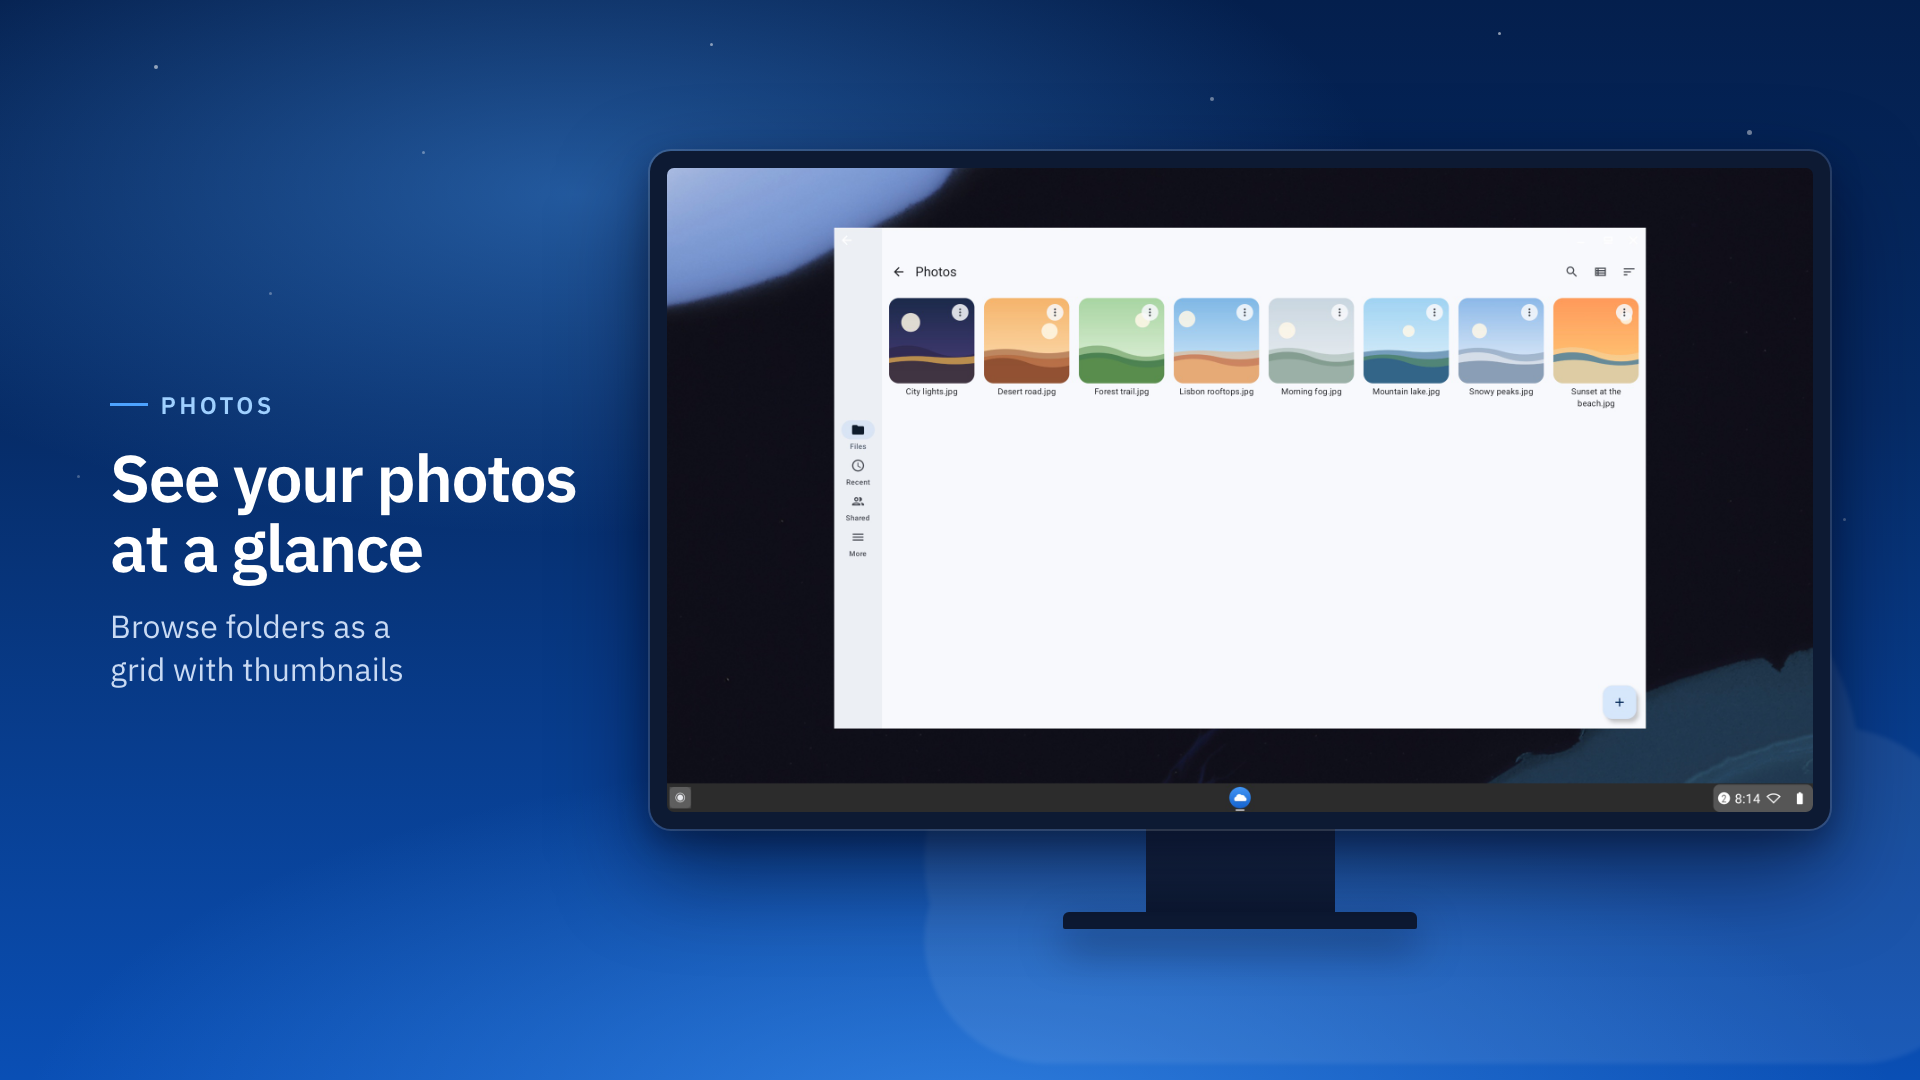 PHOTOS
See your photos
at a glance
Browse folders as a
grid with thumbnails
Photos
City lights.jpg
Desert road.jpg
Forest trail.jpg
Lisbon rooftops.jpg
Morning fog.jpg
Mountain lake.jpg
Snowy peaks.jpg
Sunset at the
beach.jpg
Files
Recent
Shared
More
2 8:14